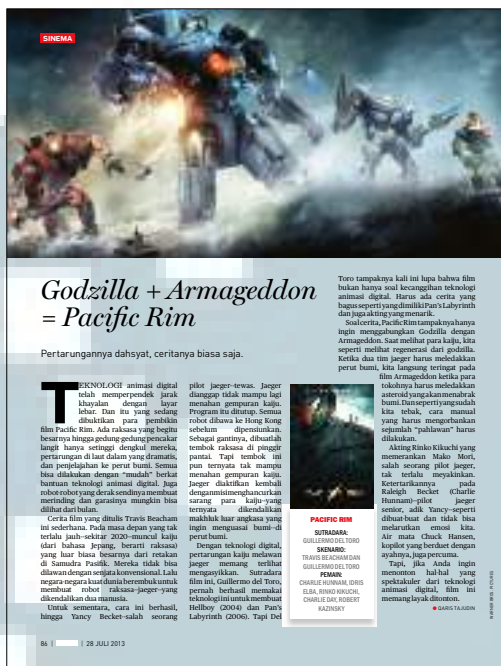 SINEMA
Godzilla + Armageddon
= Pacific Rim
Pertarungannya dahsyat, ceritanya biasa saja.
TEKNOLOGI animasi digital
telah memperpendek jarak
khayalan dengan layar
lebar. Dan itu yang sedang
dibuktikan para pembikin
film Pacific Rim. Ada raksasa yang begitu
besarnya hingga gedung-gedung pencakar
langit hanya setinggi dengkul mereka,
pertarungan di laut dalam yang dramatis,
dan penjelajahan ke perut bumi. Semua
bisa dilakukan dengan “mudah” berkat
bantuan teknologi animasi digital. Juga
robot-robot yang derak sendinya membuat
merinding dan garasinya mungkin bisa
dilihat dari bulan.
Cerita film yang ditulis Travis Beacham
ini sederhana. Pada masa depan yang tak
terlalu jauh–sekitar 2020–muncul kaiju
(dari bahasa Jepang, berarti raksasa)
yang luar biasa besarnya dari retakan
di Samudra Pasifik. Mereka tidak bisa
dilawan dengan senjata konvensional. Lalu
negara-negara kuat dunia berembuk untuk
membuat robot raksasa–jaeger–yang
dikendalikan dua manusia.
Untuk sementara, cara ini berhasil,
hingga Yancy Becket–salah seorang
pilot jaeger–tewas. Jaeger
dianggap tidak mampu lagi
menahan gempuran kaiju.
Program itu ditutup. Semua
robot dibawa ke Hong Kong
sebelum dipensiunkan.
Sebagai gantinya, dibuatlah
tembok raksasa di pinggir
pantai. Tapi tembok ini
pun ternyata tak mampu
menahan gempuran kaiju.
Jaeger diaktifkan kembali
dengan misi menghancurkan
sarang para kaiju–yang
ternyata dikendalikan
makhluk luar angkasa yang
ingin menguasai bumi–di
perut bumi.
Dengan teknologi digital,
pertarungan kaiju melawan
jaeger memang terlihat
mengasyikkan. Sutradara
film ini, Guillermo del Toro,
pernah berhasil memakai
teknologi ini untuk membuat
Hellboy (2004) dan Pan's
Labyrinth (2006). Tapi Del
Toro tampaknya kali ini lupa bahwa film
bukan hanya soal kecanggihan teknologi
animasi digital. Harus ada cerita yang
bagus seperti yang dimiliki Pan's Labyrinth
dan juga akting yang menarik.
Soal cerita, Pacific Rim tampaknya hanya
ingin menggabungkan Godzilla dengan
Armageddon. Saat melihat para kaiju, kita
seperti melihat regenerasi dari godzilla.
Ketika dua tim jaeger harus meledakkan
perut bumi, kita langsung teringat pada
film Armageddon ketika para
tokohnya harus meledakkan
asteroid yang akan menabrak
bumi. Dan seperti yang sudah
kita tebak, cara manual
yang harus mengorbankan
sejumlah “pahlawan” harus
dilakukan.
Akting Rinko Kikuchi yang
memerankan Mako Mori,
salah seorang pilot jaeger,
tak terlalu meyakinkan.
Ketertarikannya pada
Raleigh Becket (Charlie
Hunnam)–pilot jaeger
senior, adik Yancy–seperti
dibuat-buat dan tidak bisa
melarutkan emosi kita.
Air mata Chuck Hansen,
kopilot yang berduet dengan
ayahnya, juga percuma.
Tapi, jika Anda ingin
menonton hal-hal yang
spektakuler dari teknologi
animasi digital, film ini
memang layak ditonton.
● QARIS TAJUDIN
PACIFIC RIM
SUTRADARA:
GUILLERMO DEL TORO
SKENARIO:
TRAVIS BEACHAM DAN
GUILLERMO DEL TORO
PEMAIN:
CHARLIE HUNNAM, IDRIS
ELBA, RINKO KIKUCHI,
CHARLIE DAY, ROBERT
KAZINSKY
86 | | 28 JULI 2013